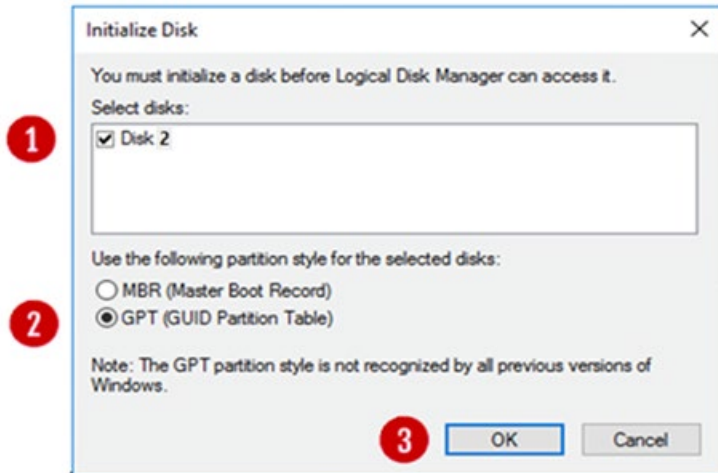 Initialize Disk
You must initialize a disk before Logical Disk Manager can access it.
Select disks:
1
Disk 2
Use the following partition style for the selected disks:
MBR (Master Boot Record)
2
GPT (GUID Partition Table)
Note: The GPT partition style is not recognized by all previous versions of
Windows.
3
OK
Cancel